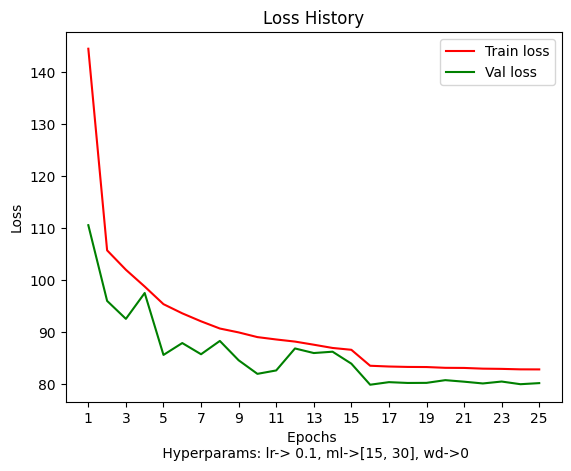 Loss History
Train loss
Val loss
Loss
140
130
120
110
100
90
80
1 3 5 7 9 11 13 15 17 19 21 23 25
Epochs
Hyperparams: lr-> 0.1, ml->[15, 30], wd->0